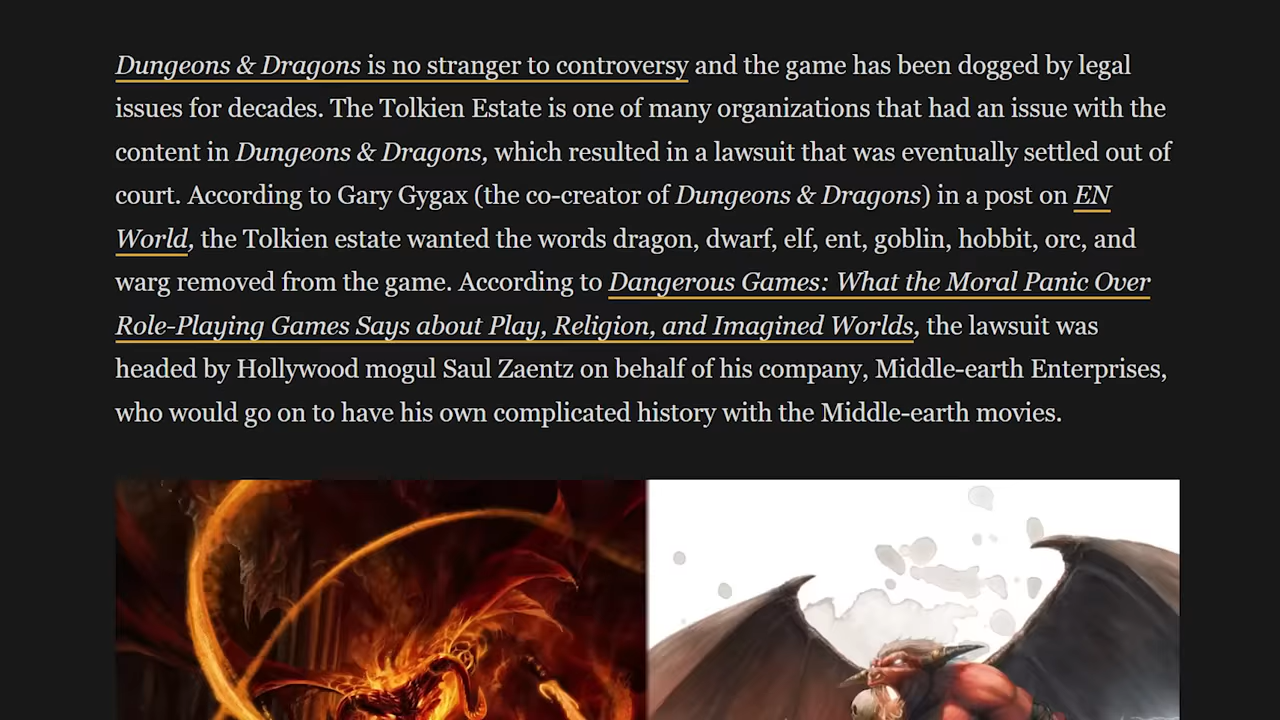 Dungeons & Dragons is no stranger to controversy and the game has been dogged by legal
issues for decades. The Tolkien Estate is one of many organizations that had an issue with the
content in Dungeons & Dragons, which resulted in a lawsuit that was eventually settled out of
court. According to Gary Gygax (the co-creator of Dungeons & Dragons) in a post on EN
World, the Tolkien estate wanted the words dragon, dwarf, elf, ent, goblin, hobbit, orc, and
warg removed from the game. According to Dangerous Games: What the Moral Panic Over
Role-Playing Games Says about Play, Religion, and Imagined Worlds, the lawsuit was
headed by Hollywood mogul Saul Zaentz on behalf of his company, Middle-earth Enterprises,
who would go on to have his own complicated history with the Middle-earth movies.